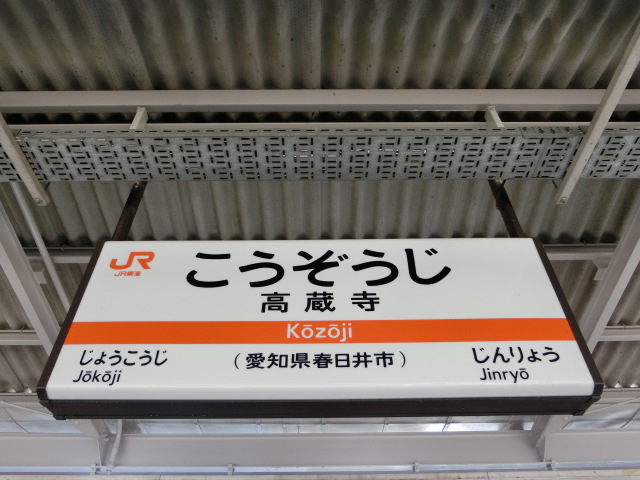 JR
JR東海
こうぞうじ
高蔵寺
Kōzōji
じょうこうじ
Jōkōji
（愛知県春日井市）
じんりょう
Jinryō